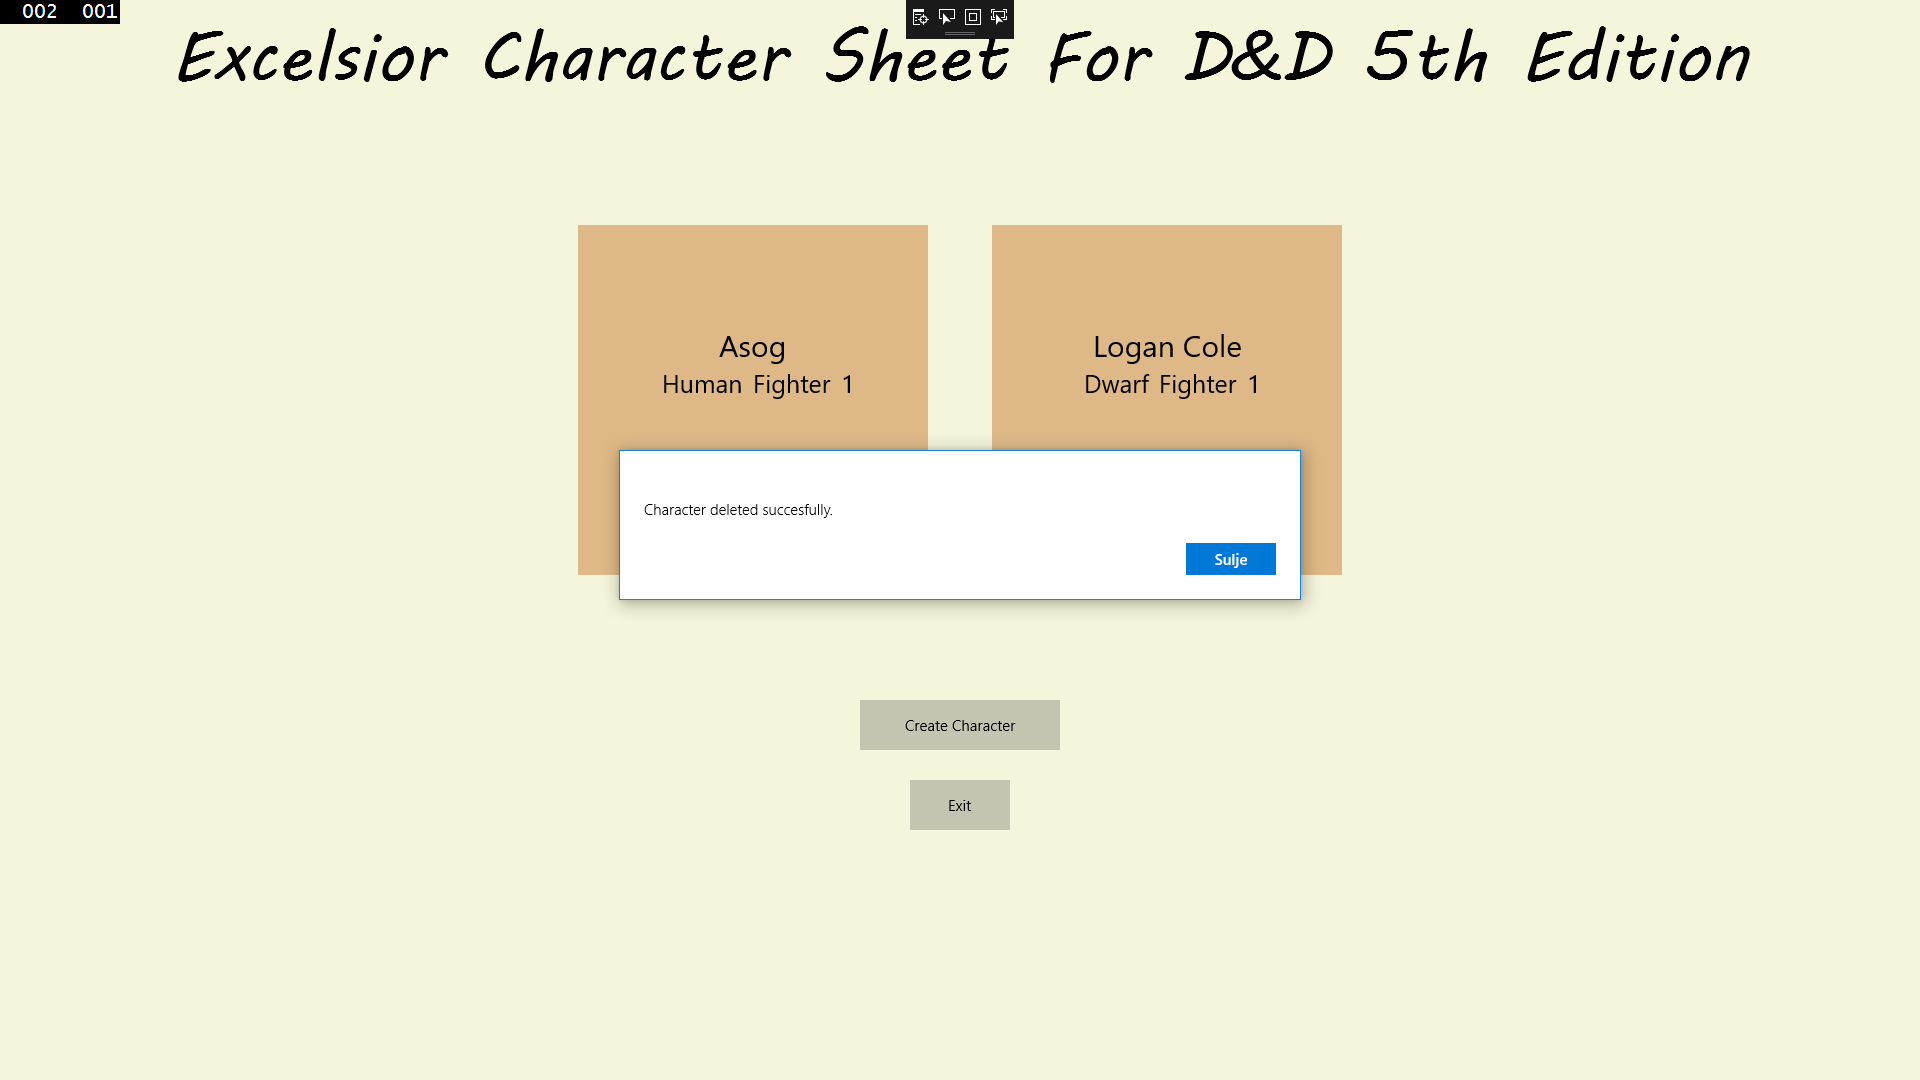 002 001
Excelsior Character Sheet For D&D 5th Edition
Asog
Human Fighter 1
Logan Cole
Dwarf Fighter 1
Character deleted succesfully.
Sulje
Create Character
Exit